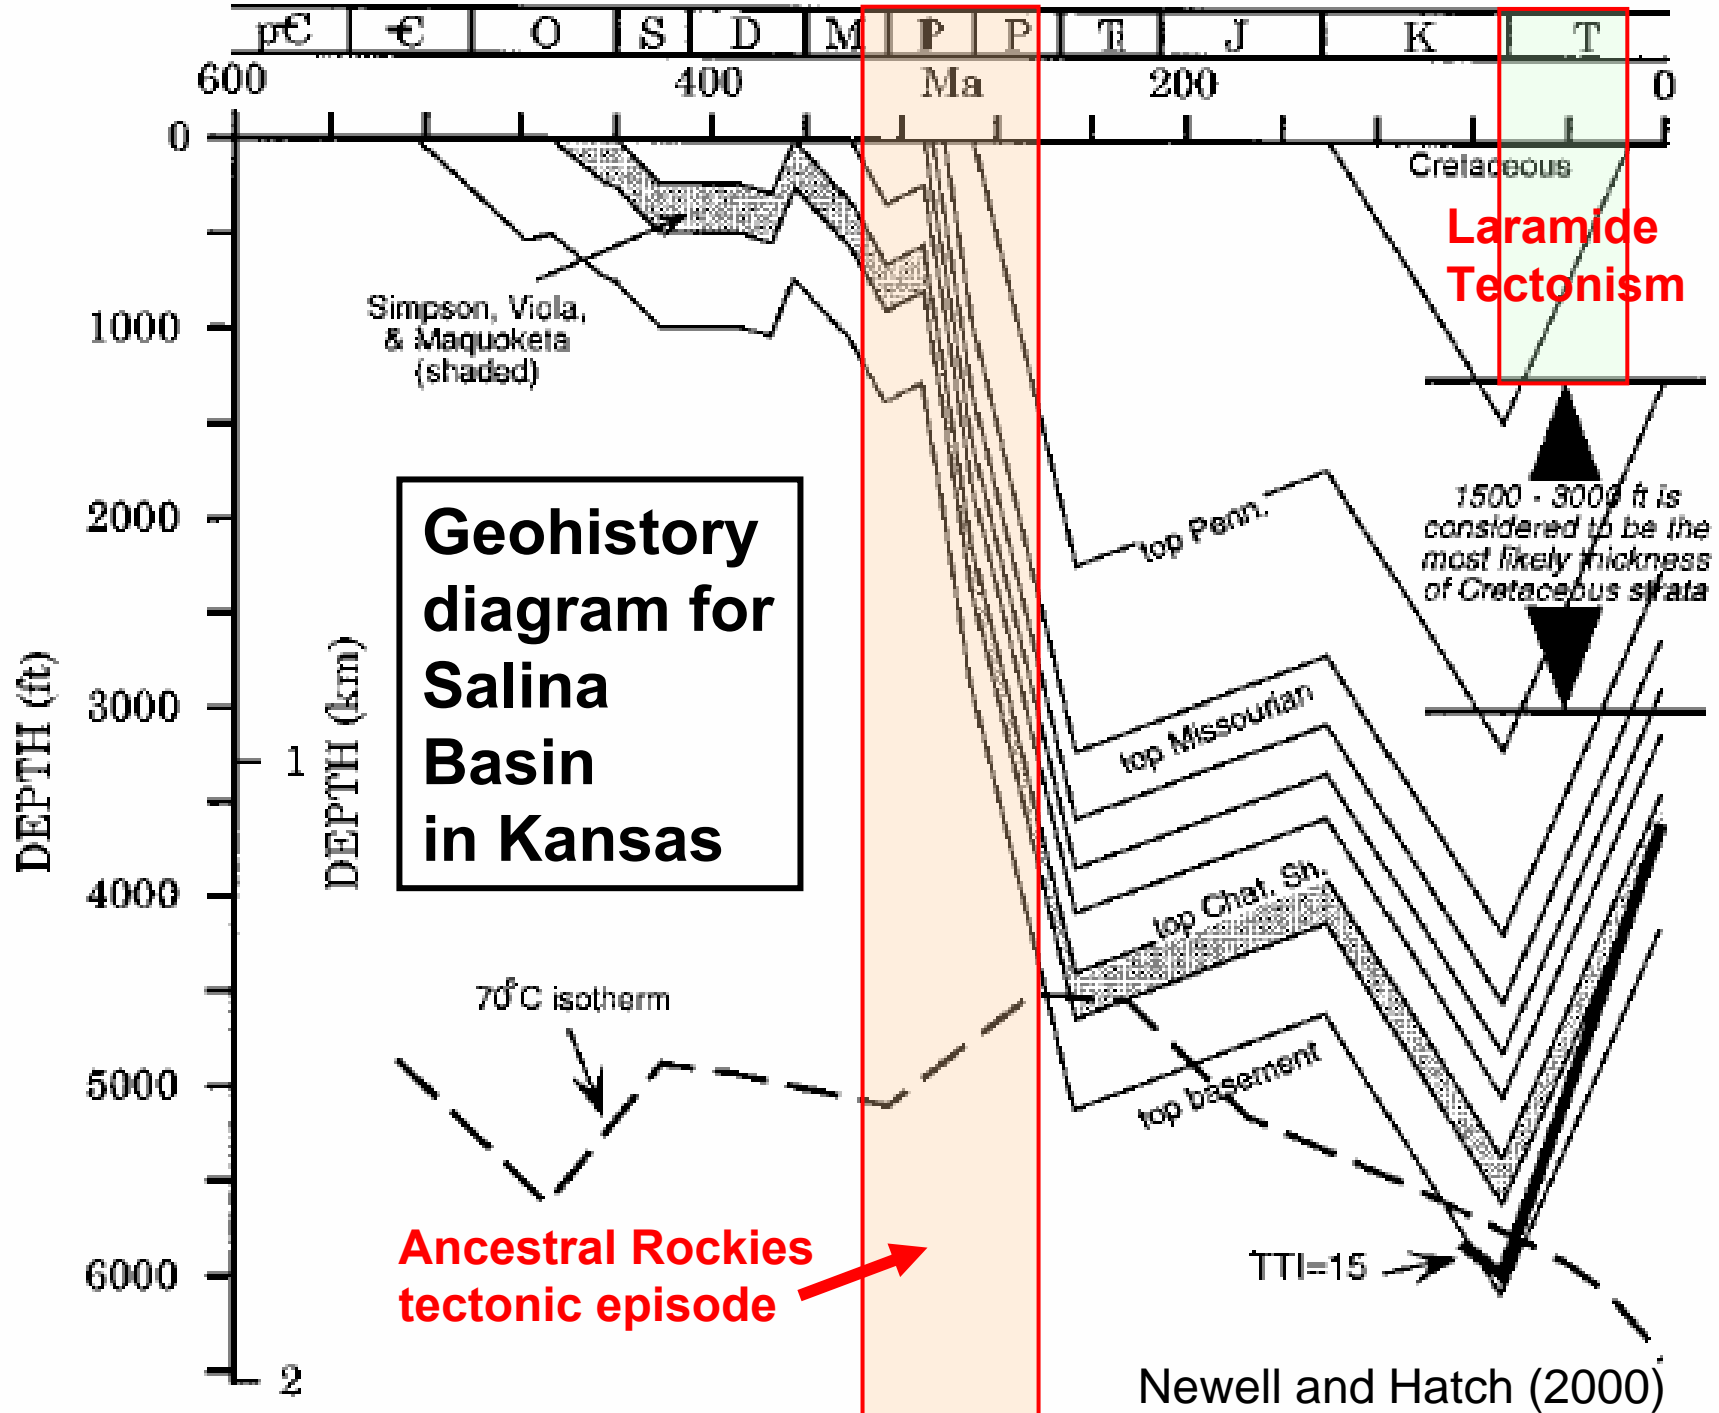 p-Є Є O S D M ⅠP P T̅R J K T
600 400 Ma 200 0
0
1000
2000
3000
4000
5000
6000
DEPTH (ft)
1
2
DEPTH (km)
Cretaceous
Laramide
Tectonism
Simpson, Viola,
& Maquoketa
(shaded)
Geohistory
diagram for
Salina
Basin
in Kansas
top Penn.
1500 - 3000 ft is
considered to be the
most likely thickness
of Cretaceous strata
top Missourian
top Chat. Sh.
70°C isotherm
top basement
Ancestral Rockies
tectonic episode
TTI=15
Newell and Hatch (2000)